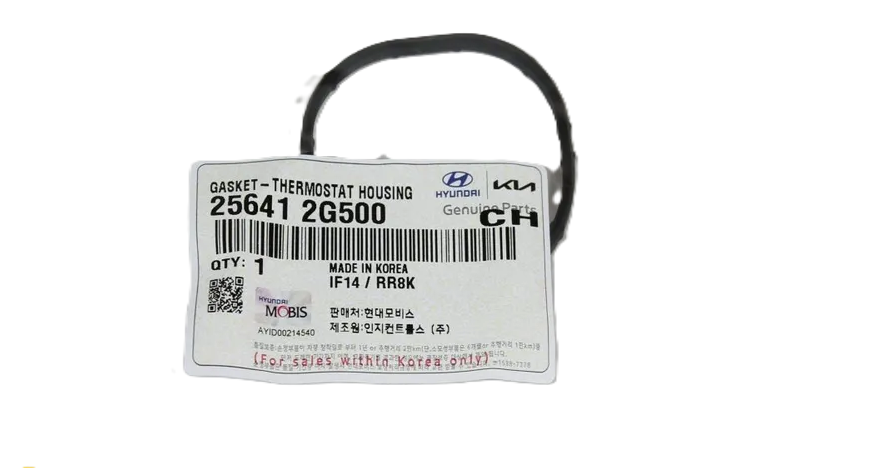 GASKET-THERMOSTAT HOUSING
25641 2G500
HYUNDAI KIA
Genuine Parts
CH
QTY: 1
MADE IN KOREA
IF14 / RR8K
HYUNDAI
MOBIS
AYID00214540
판매처:현대모비스
제조원:인지컨트롤스 (주)
(For sales within Korea only)